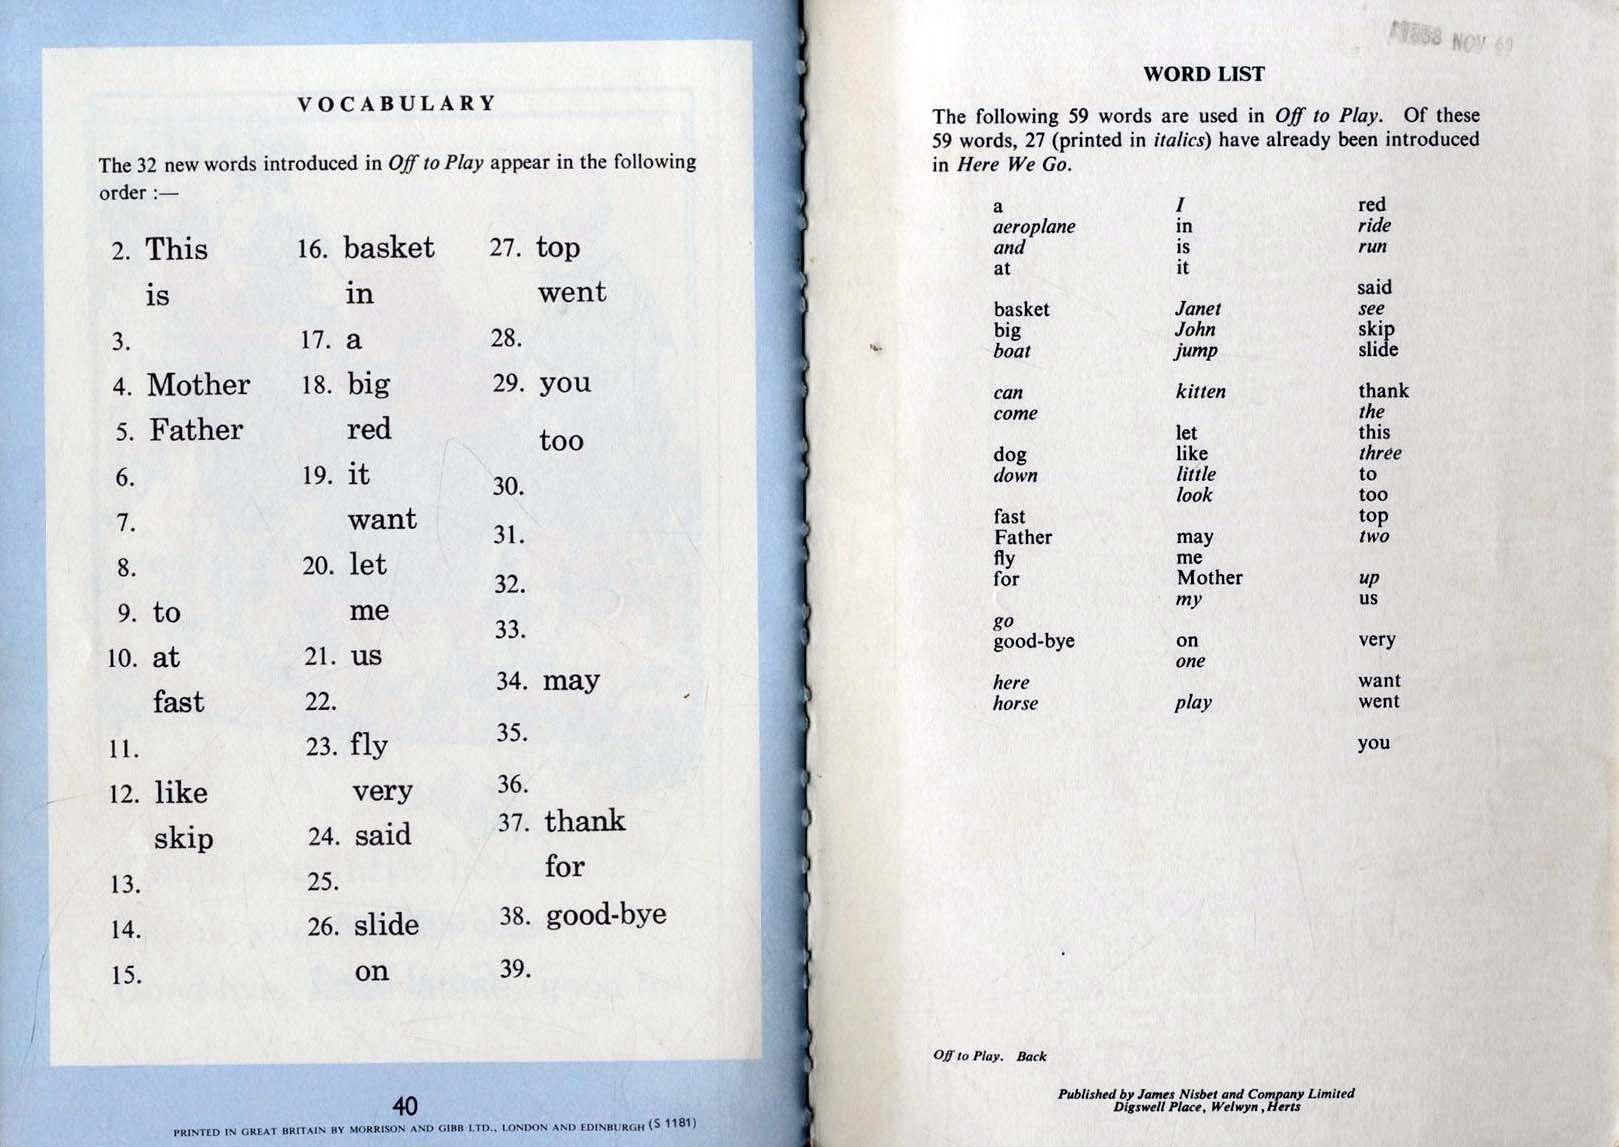 VOCABULARY
The 32 new words introduced in Off to Play appear in the following
order :—
2. This
is
3.
4. Mother
5. Father
6.
7.
8.
9. to
10. at
fast
11.
12. like
skip
13.
14.
15.
16. basket
in
17. a
18. big
red
19. it
want
20. let
me
21. us
22.
23. fly
very
24. said
25.
26. slide
on
27. top
went
28.
29. you
too
30.
31.
32.
33.
34. may
35.
36.
37. thank
for
38. good-bye
39.
40
PRINTED IN GREAT BRITAIN BY MORRISON AND GIBB LTD., LONDON AND EDINBURGH (S 1181)
NOV
WORD LIST
The following 59 words are used in Off to Play. Of these
59 words, 27 (printed in italics) have already been introduced
in Here We Go.
a
aeroplane
and
at
basket
big
boat
can
come
dog
down
fast
Father
fly
for
go
good-bye
here
horse
I
in
is
it
Janet
John
jump
kitten
let
like
little
look
may
me
Mother
my
on
one
play
red
ride
run
said
see
skip
slide
thank
the
this
three
to
too
top
two
up
us
very
want
went
you
Off to Play. Back
Published by James Nisbet and Company Limited
Digswell Place, Welwyn, Herts